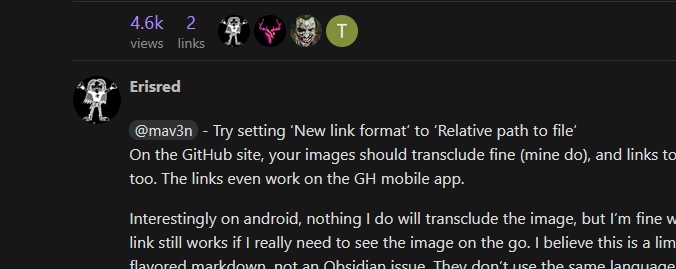 4.6k 2
views links
T
Erisred
@mav3n - Try setting ‘New link format’ to ‘Relative path to file’
On the GitHub site, your images should transclude fine (mine do), and links to
too. The links even work on the GH mobile app.
Interestingly on android, nothing I do will transclude the image, but I’m fine w
link still works if I really need to see the image on the go. I believe this is a lim
flavored markdown, not an Obsidian issue. They don’t use the same language